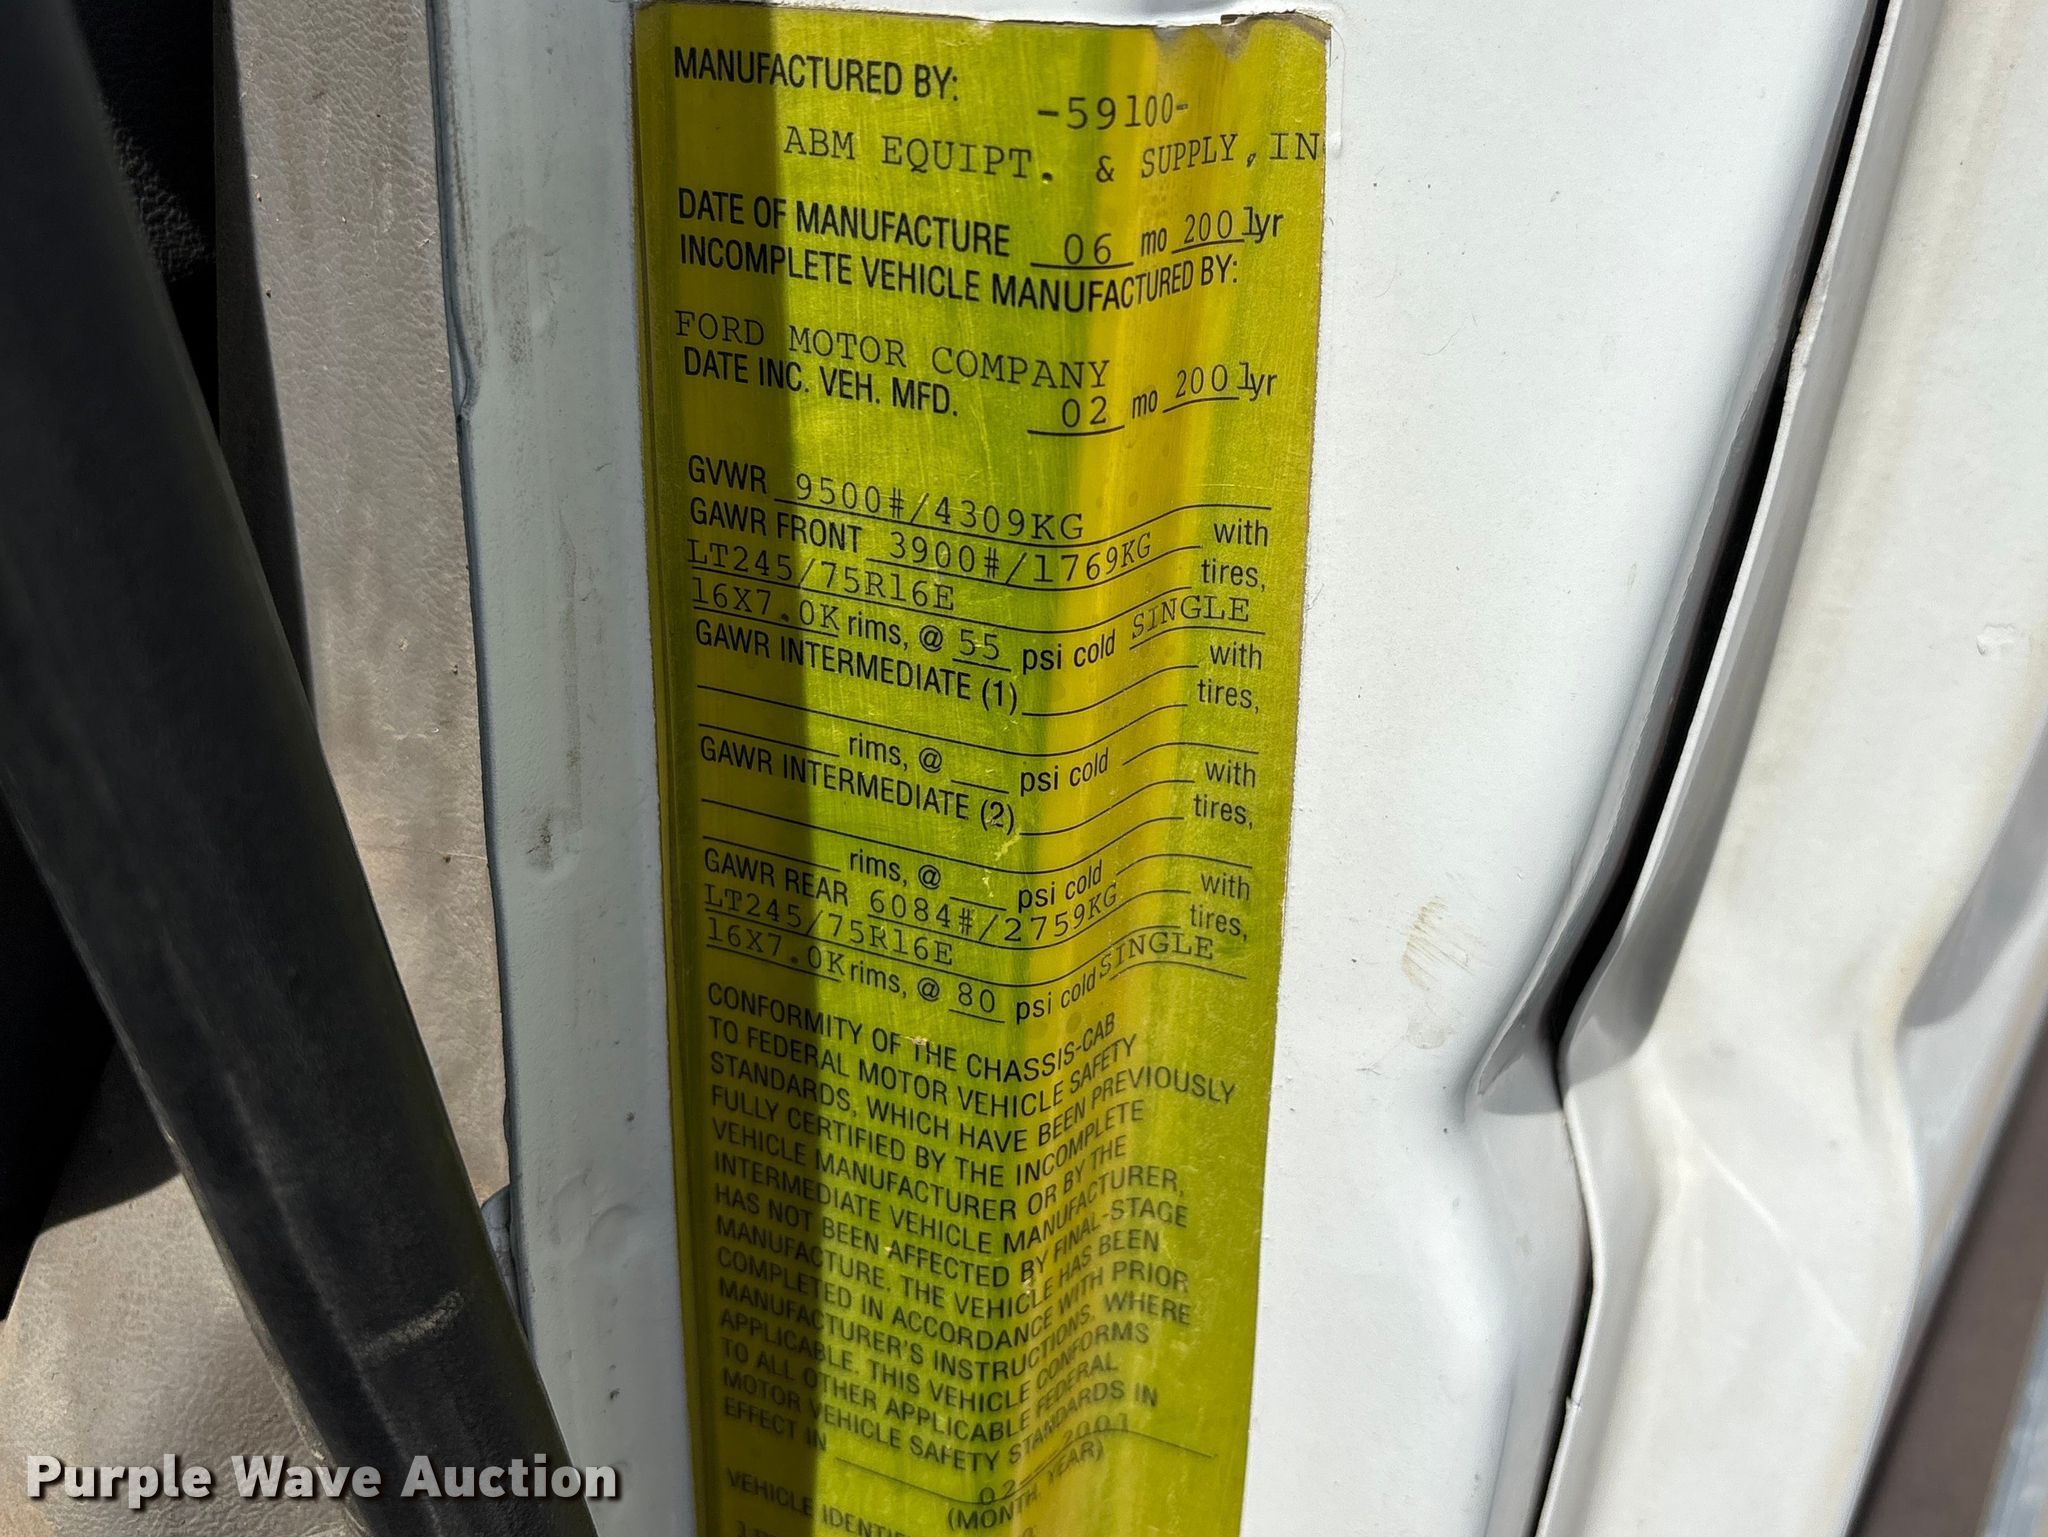 MANUFACTURED BY:
-59100-
ABM EQUIPT. & SUPPLY, IN
DATE OF MANUFACTURE 06 mo 2001yr
INCOMPLETE VEHICLE MANUFACTURED BY:
FORD MOTOR COMPANY
DATE INC. VEH. MFD. 02 mo 2001yr
GVWR 9500#/4309KG
GAWR FRONT 3900#/1769KG with
LT245/75R16E tires,
16X7.0K rims, @ 55 psi cold SINGLE
GAWR INTERMEDIATE (1) with
tires,
rims, @ psi cold
GAWR INTERMEDIATE (2) with
tires,
rims, @ psi cold
GAWR REAR 6084#/2759KG with
LT245/75R16E tires,
16X7.0K rims, @ 80 psi cold SINGLE
CONFORMITY OF THE CHASSIS-CAB
TO FEDERAL MOTOR VEHICLE SAFETY
STANDARDS, WHICH HAVE BEEN PREVIOUSLY
FULLY CERTIFIED BY THE INCOMPLETE
VEHICLE MANUFACTURER OR BY THE
INTERMEDIATE VEHICLE MANUFACTURER,
HAS NOT BEEN AFFECTED BY FINAL-STAGE
MANUFACTURE. THE VEHICLE HAS BEEN
COMPLETED IN ACCORDANCE WITH PRIOR
MANUFACTURER'S INSTRUCTIONS, WHERE
APPLICABLE. THIS VEHICLE CONFORMS
TO ALL OTHER APPLICABLE FEDERAL
MOTOR VEHICLE SAFETY STANDARDS IN
EFFECT IN 02 2001
(MONTH, YEAR)
VEHICLE IDENTIF
Purple Wave Auction